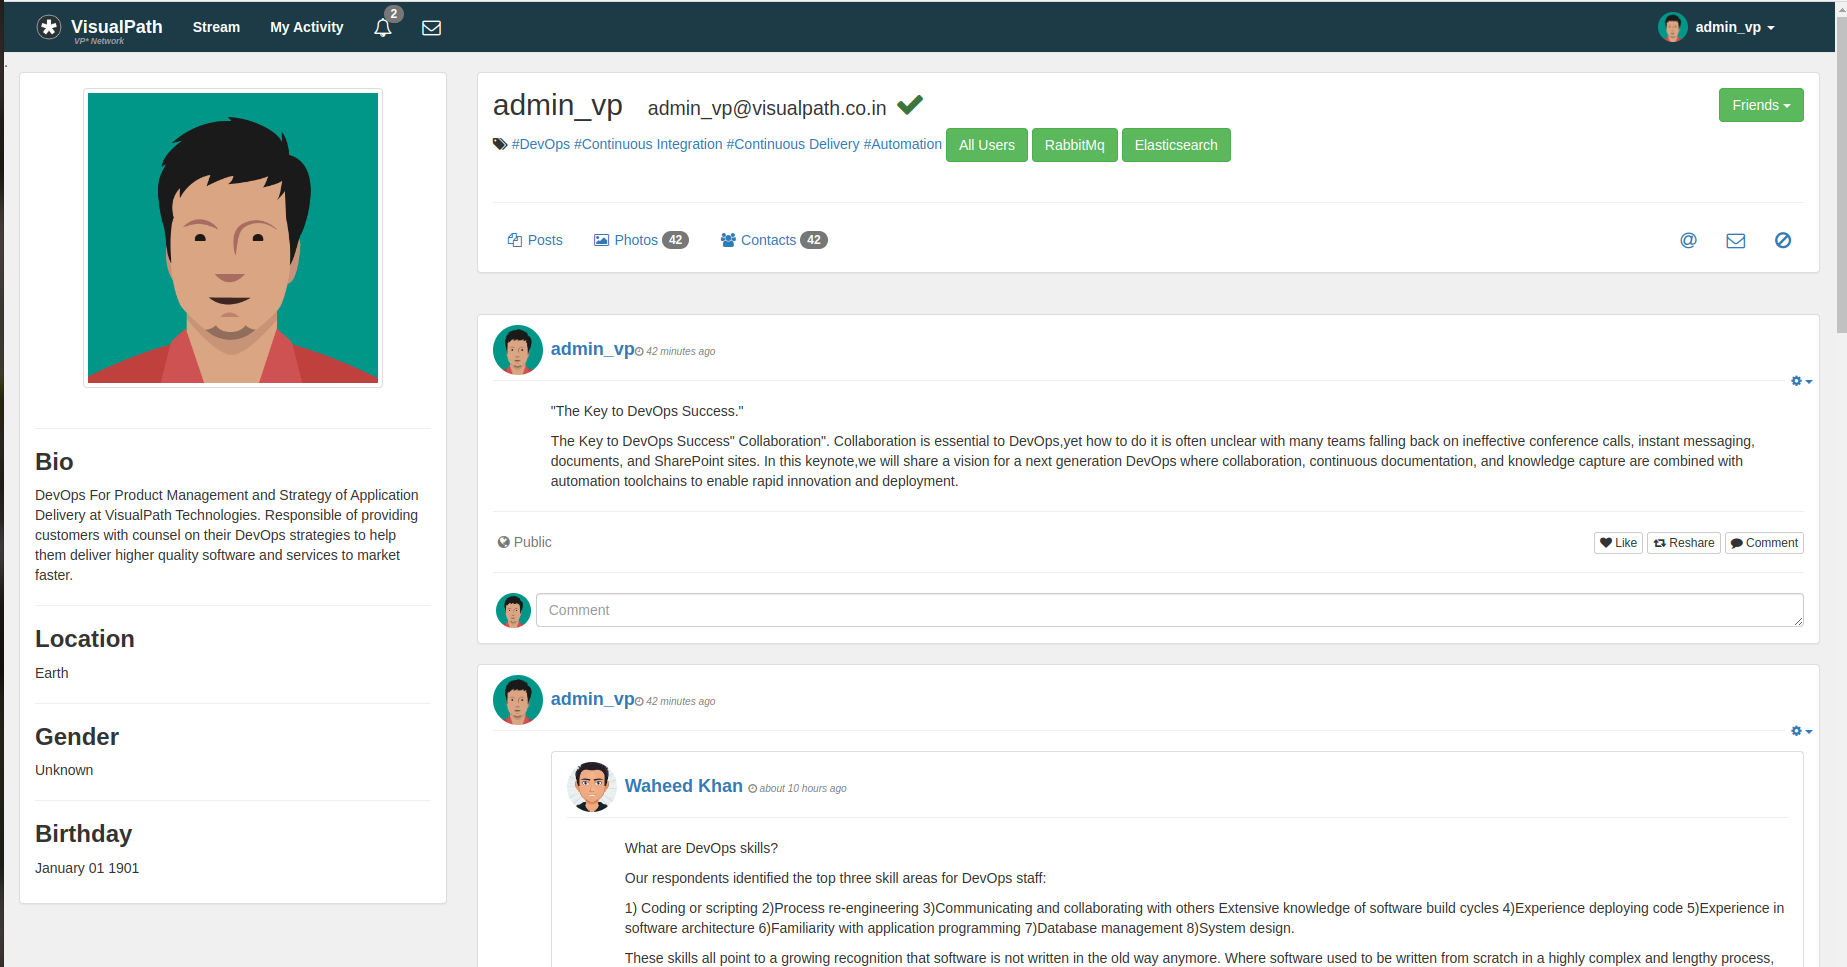 VisualPath
VP* Network
Stream
My Activity
2
admin_vp
Bio
DevOps For Product Management and Strategy of Application
Delivery at VisualPath Technologies. Responsible of providing
customers with counsel on their DevOps strategies to help
them deliver higher quality software and services to market
faster.
Location
Earth
Gender
Unknown
Birthday
January 01 1901
admin_vp admin_vp@visualpath.co.in
Friends
#DevOps #Continuous Integration #Continuous Delivery #Automation All Users RabbitMq Elasticsearch
Posts Photos 42 Contacts 42 @
admin_vp 42 minutes ago
"The Key to DevOps Success."
The Key to DevOps Success" Collaboration". Collaboration is essential to DevOps,yet how to do it is often unclear with many teams falling back on ineffective conference calls, instant messaging,
documents, and SharePoint sites. In this keynote,we will share a vision for a next generation DevOps where collaboration, continuous documentation, and knowledge capture are combined with
automation toolchains to enable rapid innovation and deployment.
Public
Like Reshare Comment
Comment
admin_vp 42 minutes ago
Waheed Khan about 10 hours ago
What are DevOps skills?
Our respondents identified the top three skill areas for DevOps staff:
1) Coding or scripting 2)Process re-engineering 3)Communicating and collaborating with others Extensive knowledge of software build cycles 4)Experience deploying code 5)Experience in
software architecture 6)Familiarity with application programming 7)Database management 8)System design.
These skills all point to a growing recognition that software is not written in the old way anymore. Where software used to be written from scratch in a highly complex and lengthy process,